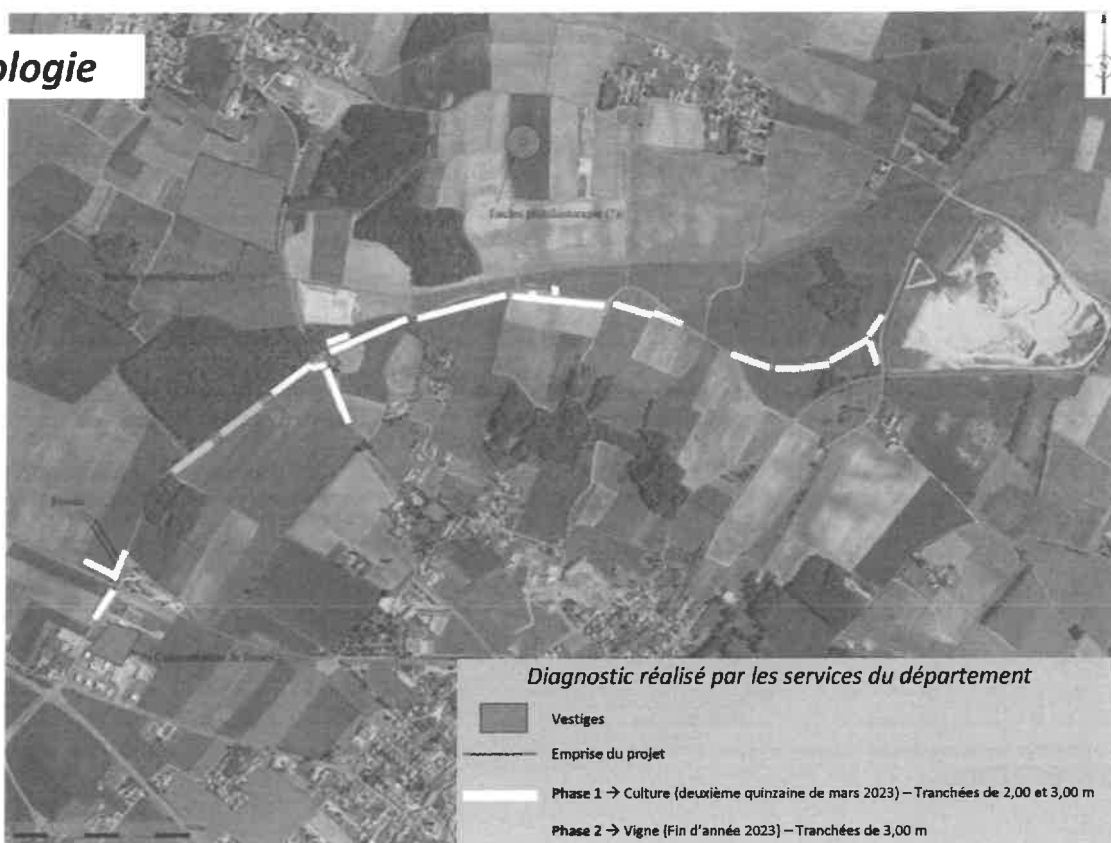 ologie
Diagnostic réalisé par les services du département
Vestiges
Emprise du projet
Phase 1 → Culture (deuxième quinzaine de mars 2023) – Tranchées de 2,00 et 3,00 m
Phase 2 → Vigne (Fin d'année 2023) – Tranchées de 3,00 m